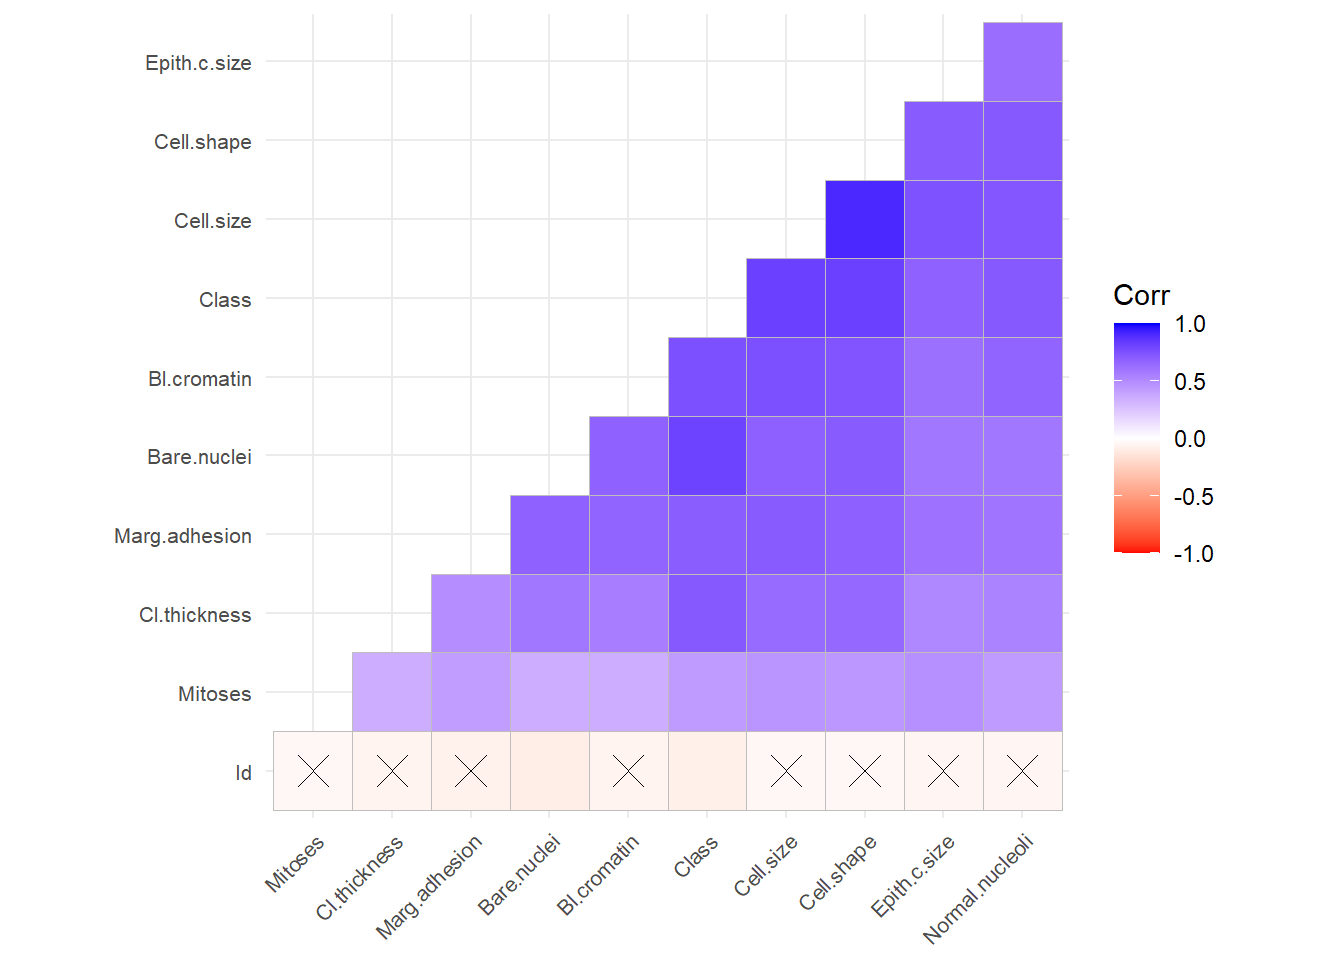 Epith.c.size
Cell.shape
Cell.size
Class
Bl.cromatin
Bare.nuclei
Marg.adhesion
Cl.thickness
Mitoses
Id
Mitoses
Cl.thickness
Marg.adhesion
Bare.nuclei
Bl.cromatin
Class
Cell.size
Cell.shape
Epith.c.size
Normal.nucleoli
Corr
1.0
0.5
0.0
-0.5
-1.0